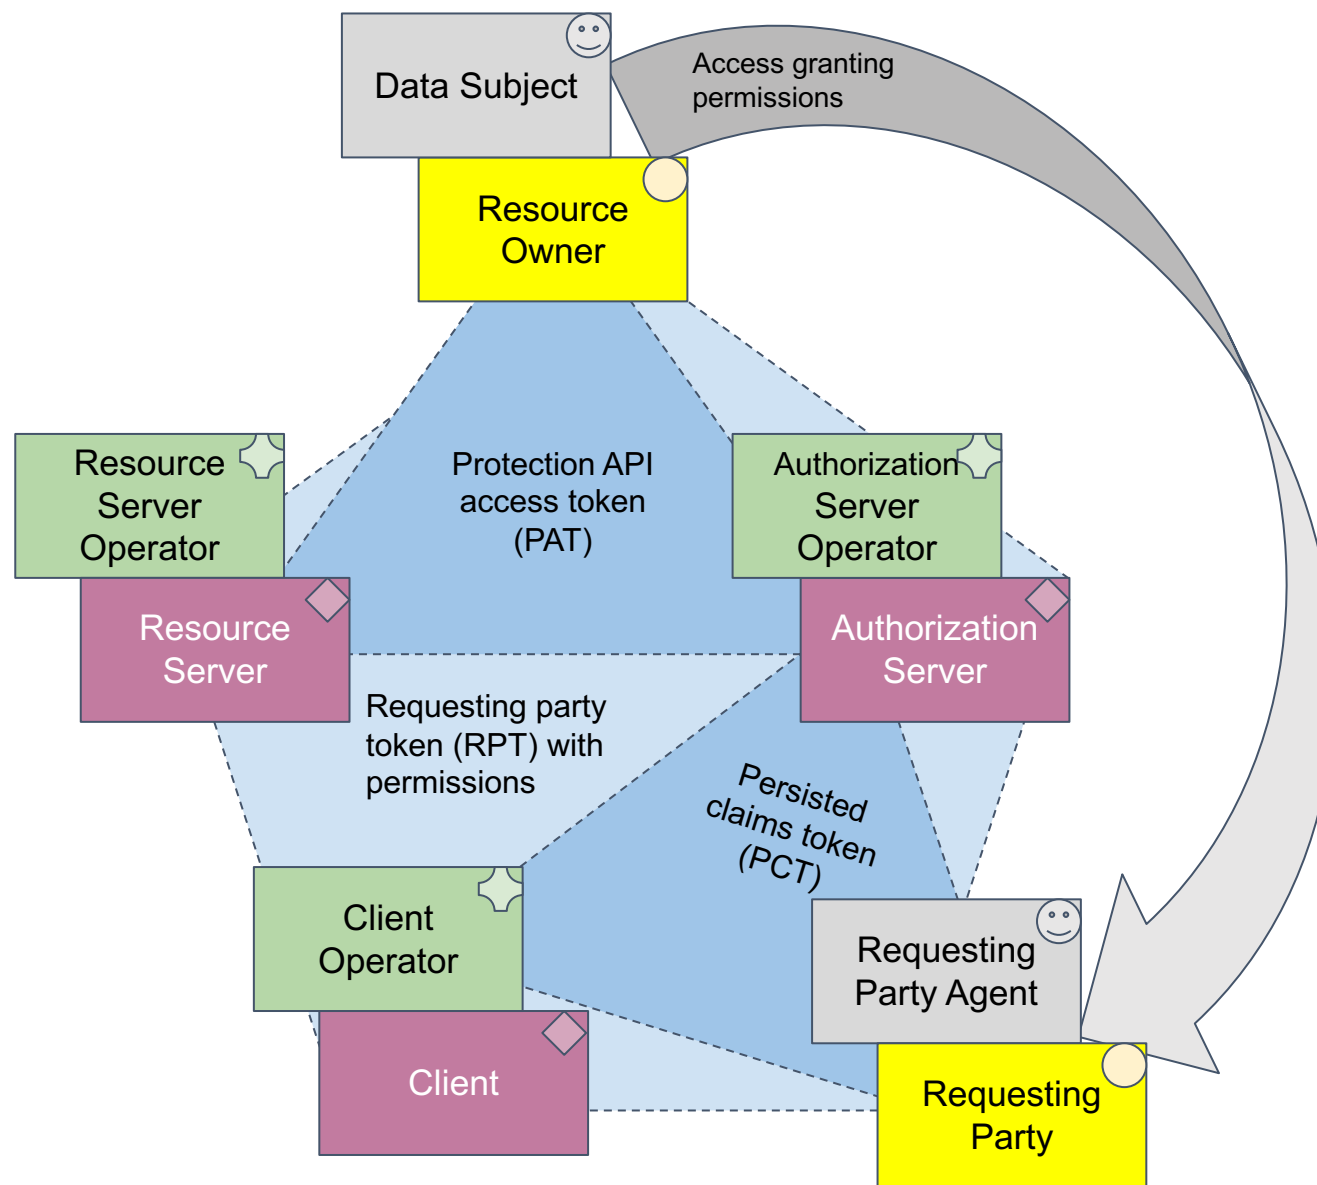 Data Subject
Access granting
permissions
Resource
Owner
Resource
Server
Operator
Protection API
access token
(PAT)
Authorization
Server
Operator
Resource
Server
Authorization
Server
Requesting party
token (RPT) with
permissions
Persisted
claims token
(PCT)
Client
Operator
Requesting
Party Agent
Client
Requesting
Party